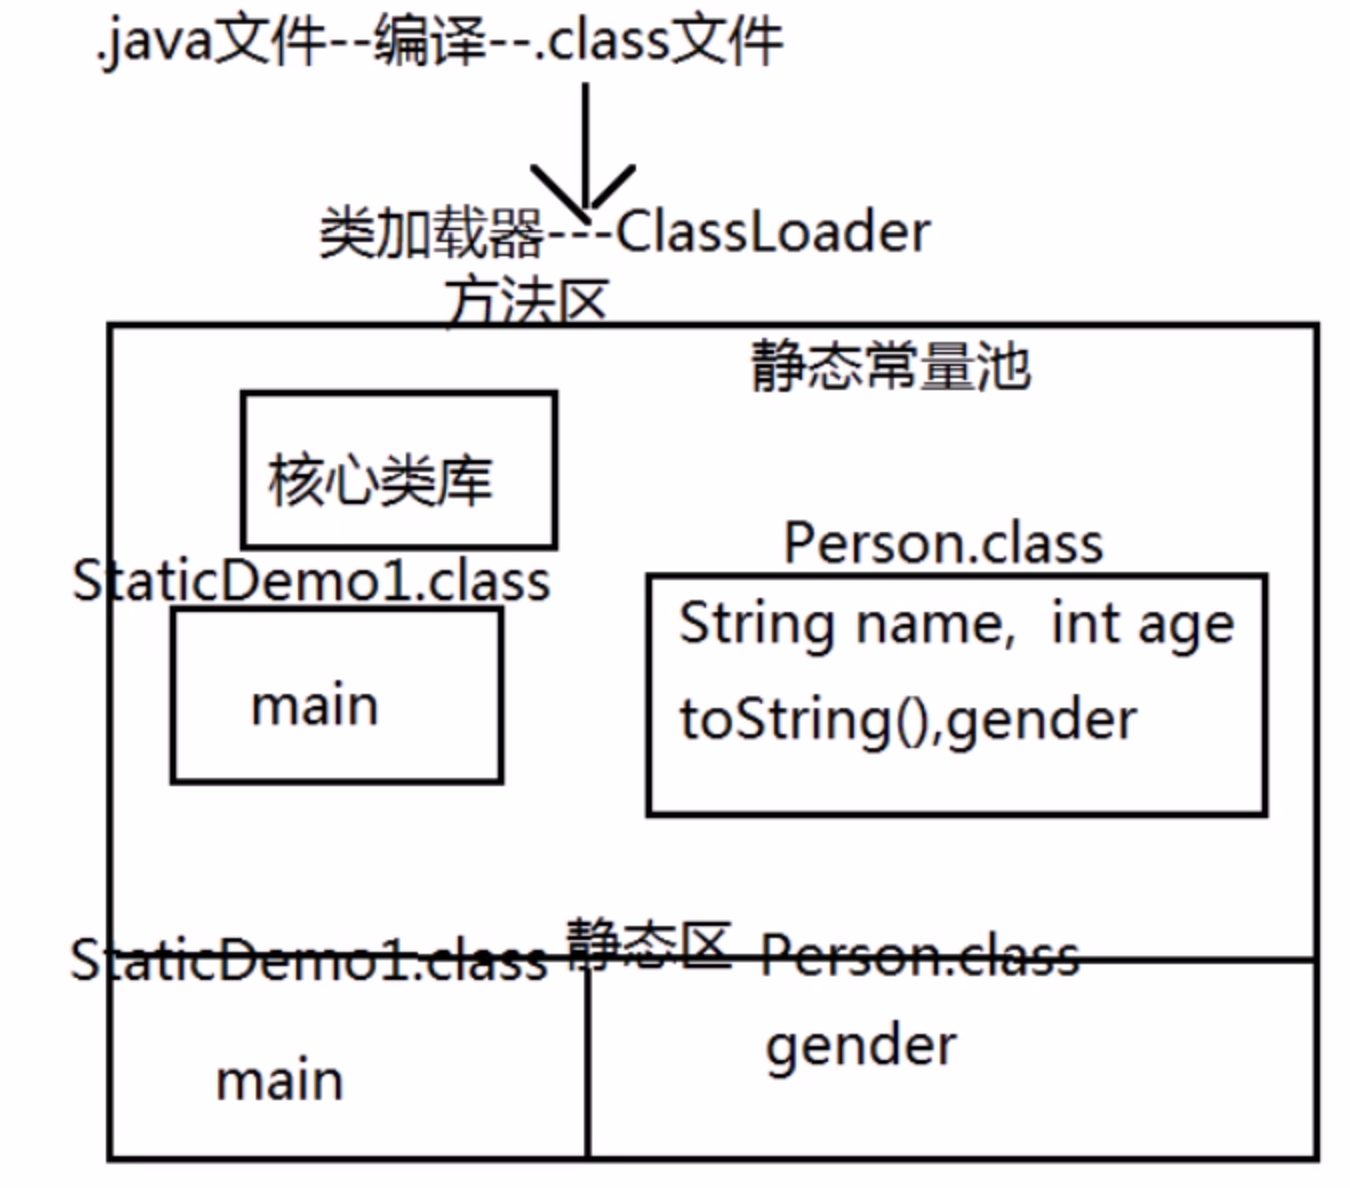 .java文件--编译--.class文件
类加载器---ClassLoader
方法区
静态常量池
核心类库
StaticDemo1.class
main
Person.class
String name,  int age
toString(),gender
静态区
StaticDemo1.class
Person.class
main
gender